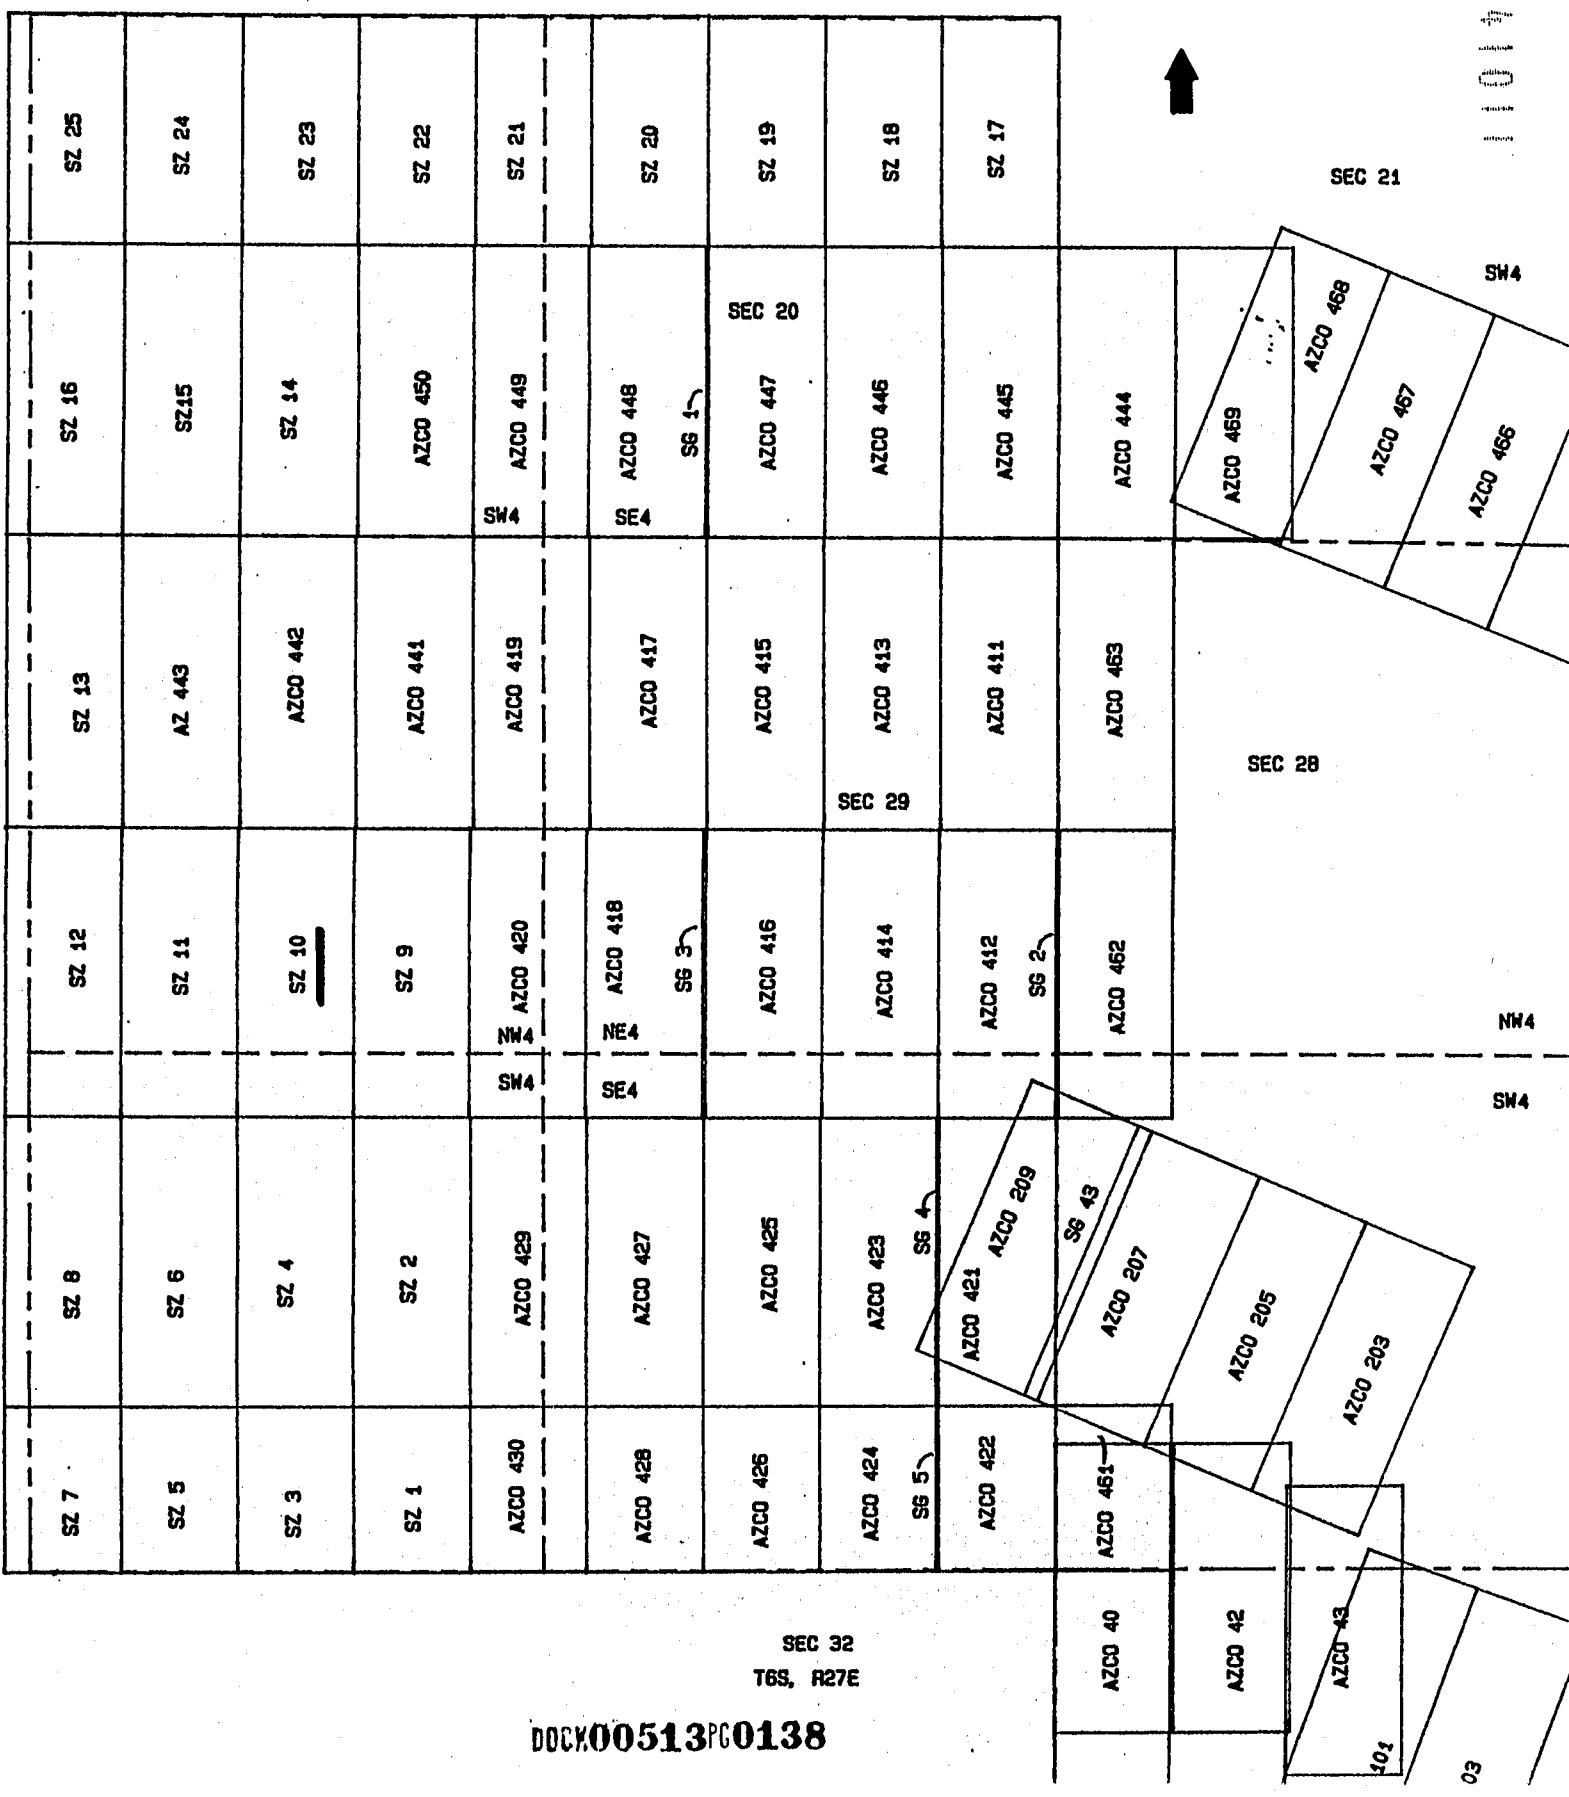 11014
SZ 25
SZ 24
SZ 23
SZ 22
SZ 21
SZ 20
SZ 19
SZ 18
SZ 17
SEC 21
SW4
SEC 20
SZ 16
SZ15
SZ 14
AZCO 450
AZCO 449
AZCO 448
SG 1
AZCO 447
AZCO 446
AZCO 445
AZCO 444
AZCO 469
AZCO 468
AZCO 467
AZCO 466
SW4
SE4
SZ 13
AZ 443
AZCO 442
AZCO 441
AZCO 419
AZCO 417
AZCO 415
AZCO 413
AZCO 411
AZCO 463
SEC 28
SEC 29
SZ 12
SZ 11
SZ 10
SZ 9
AZCO 420
AZCO 418
SG 3
AZCO 416
AZCO 414
AZCO 412
SG 2
AZCO 462
NW4
NE4
NW4
SW4
SE4
SW4
SZ 8
SZ 6
SZ 4
SZ 2
AZCO 429
AZCO 427
AZCO 425
AZCO 423
SG 4
AZCO 421
AZCO 209
SG 43
AZCO 207
AZCO 205
AZCO 203
SZ 7
SZ 5
SZ 3
SZ 1
AZCO 430
AZCO 428
AZCO 426
AZCO 424
SG 5
AZCO 422
AZCO 461
AZCO 40
AZCO 42
AZCO 43
101
03
SEC 32
T6S, R27E
DOCK00513PG0138